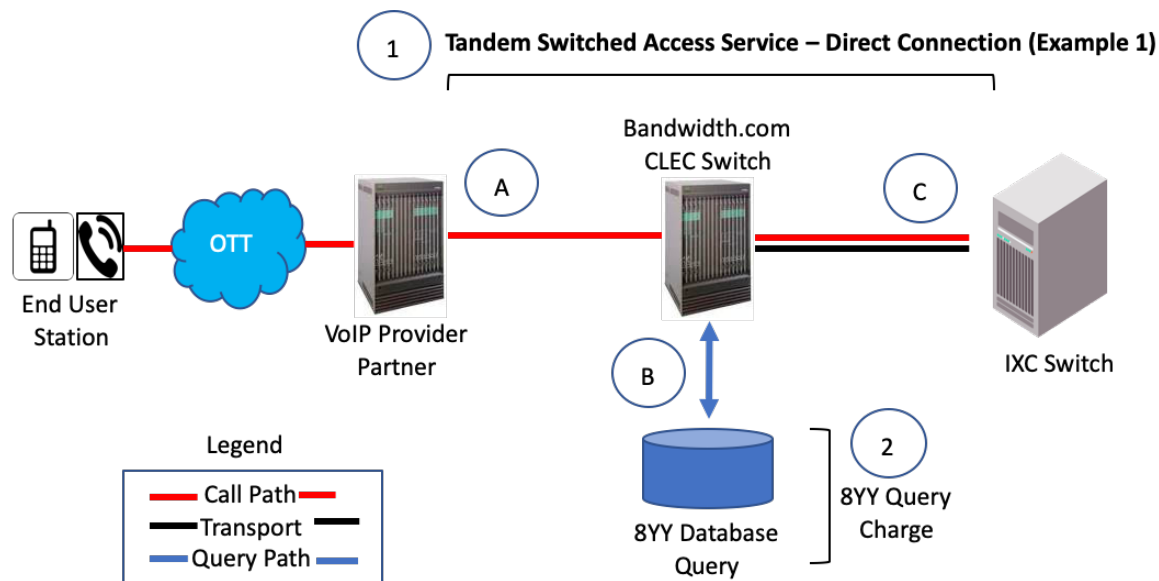 1
Tandem Switched Access Service – Direct Connection (Example 1)
Bandwidth.com
CLEC Switch
A
C
OTT
End User
Station
VoIP Provider
Partner
IXC Switch
B
Legend
Call Path
Transport
Query Path
8YY Database
Query
2
8YY Query
Charge